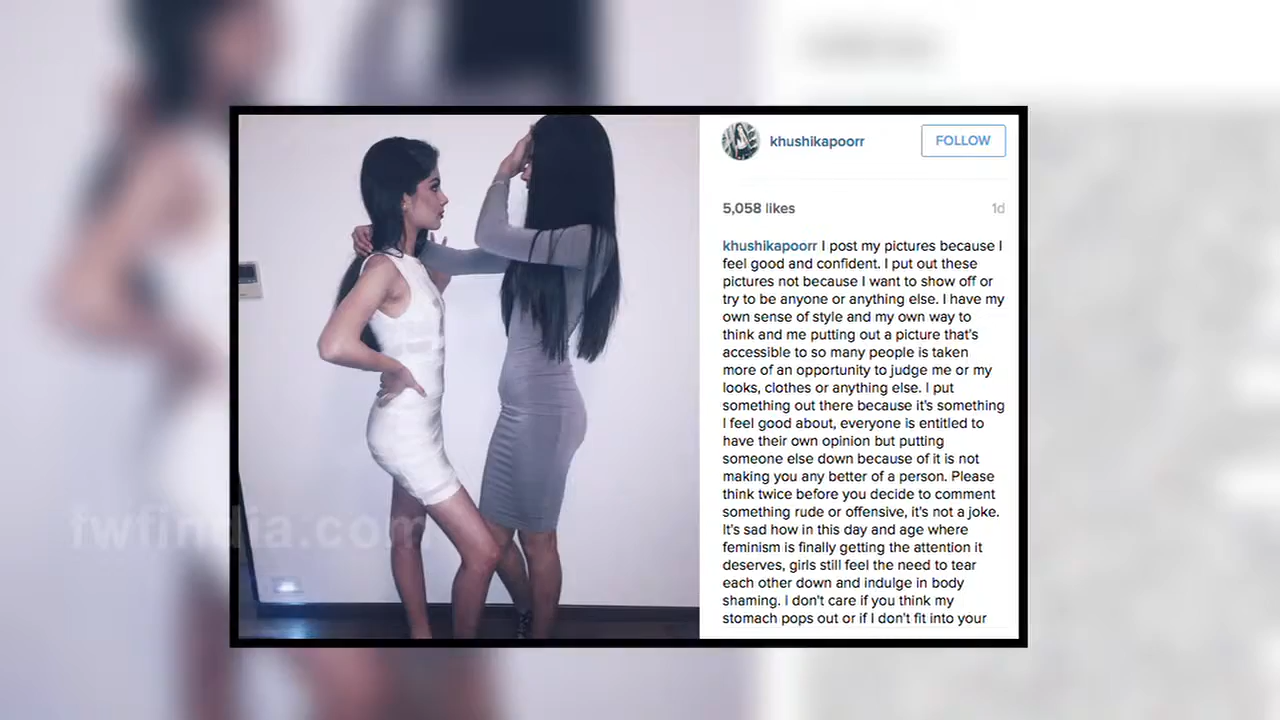 khushikapoorr
FOLLOW
5,058 likes
1d
khushikapoorr I post my pictures because I
feel good and confident. I put out these
pictures not because I want to show off or
try to be anyone or anything else. I have my
own sense of style and my own way to
think and me putting out a picture that's
accessible to so many people is taken
more of an opportunity to judge me or my
looks, clothes or anything else. I put
something out there because it's something
I feel good about, everyone is entitled to
have their own opinion but putting
someone else down because of it is not
making you any better of a person. Please
think twice before you decide to comment
something rude or offensive, it's not a joke.
It's sad how in this day and age where
feminism is finally getting the attention it
deserves, girls still feel the need to tear
each other down and indulge in body
shaming. I don't care if you think my
stomach pops out or if I don't fit into your
fwfindia.com